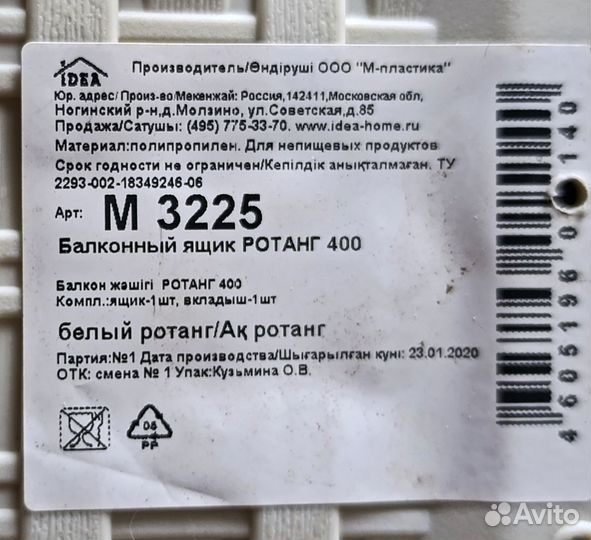 IDEA
Производитель/Өндіруші ООО "М-пластика"
Юр. адрес/ Произ-во/Мекенжай: Россия,142411,Московская обл,
Ногинский р-н,д.Молзино, ул.Советская,д.85
Продажа/Сатушы: (495) 775-33-70. www.idea-home.ru
Материал:полипропилен. Для непищевых продуктов
Срок годности не ограничен/Кепілдік анықталмаған. ТУ
2293-002-18349246-06
Арт: М 3225
Балконный ящик РОТАНГ 400
Балкон жәшігі РОТАНГ 400
Компл.:ящик-1шт, вкладыш-1шт
белый ротанг/Ақ ротанг
Партия:№1 Дата производства/Шығарылған күні: 23.01.2020
ОТК: смена № 1 Упак:Кузьмина О.В.
05
PP
Avito